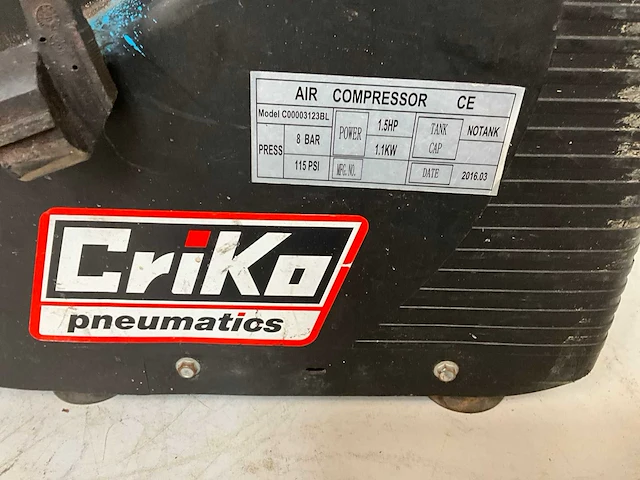 AIR COMPRESSOR CE
Model C00003123BL
PRESS
8 BAR
115 PSI
POWER
MFG.NO.
1.5HP
1.1KW
TANK
CAP
NOTANK
DATE
2016.03
CriKo
pneumatics